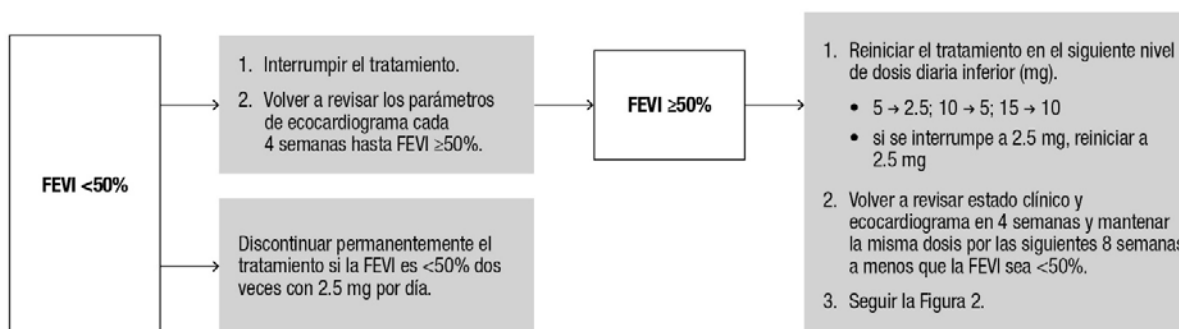 FEVI <50%
1. Interrumpir el tratamiento.
2. Volver a revisar los parámetros
de ecocardiograma cada
4 semanas hasta FEVI ≥50%.
Discontinuar permanentemente el
tratamiento si la FEVI es <50% dos
veces con 2.5 mg por día.
FEVI ≥50%
1. Reiniciar el tratamiento en el siguiente nivel
de dosis diaria inferior (mg).
• 5 → 2.5; 10 → 5; 15 → 10
• si se interrumpe a 2.5 mg, reiniciar a
2.5 mg
2. Volver a revisar estado clínico y
ecocardiograma en 4 semanas y mantenar
la misma dosis por las siguientes 8 semanas
a menos que la FEVI sea <50%.
3. Seguir la Figura 2.